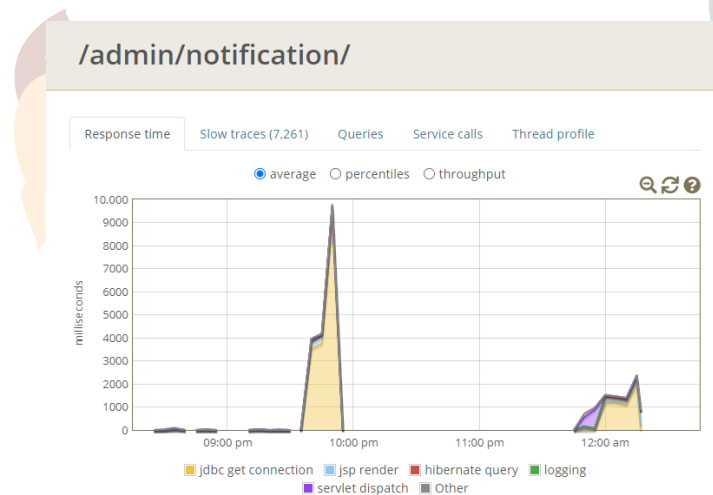 /admin/notification/
Response time Slow traces (7,261) Queries Service calls Thread profile
average percentiles throughput
10.000
9000
8000
7000
6000
5000
4000
3000
2000
1000
0
milliseconds
09:00 pm 10:00 pm 11:00 pm 12:00 am
jdbc get connection jsp render hibernate query logging
servlet dispatch Other